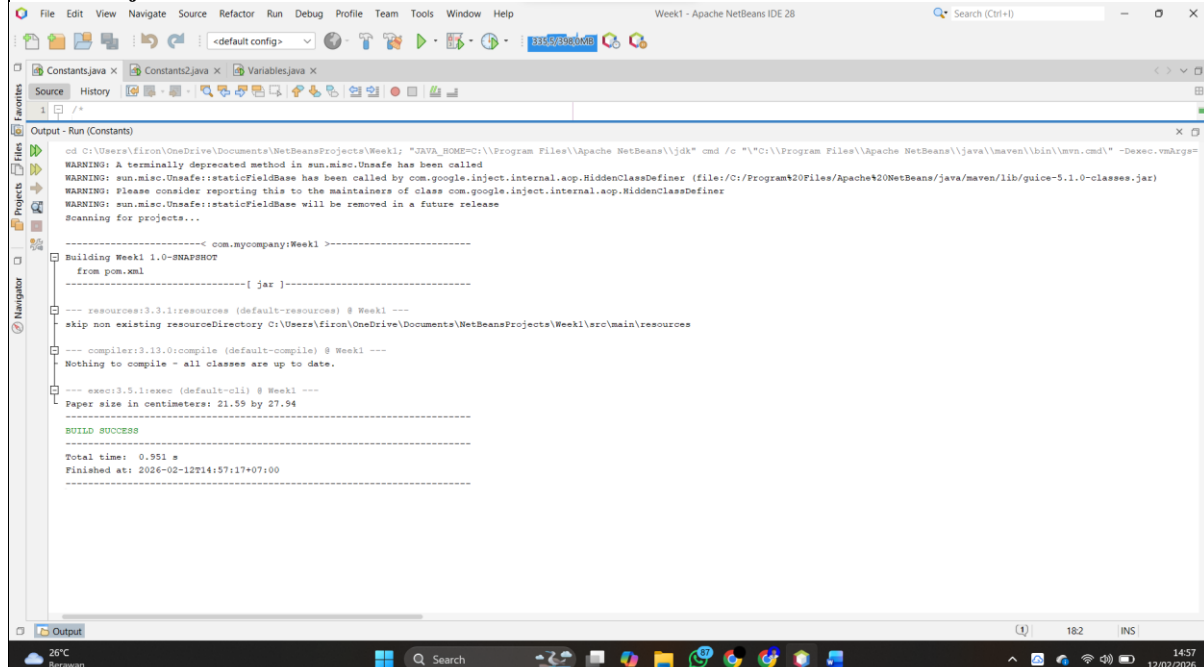 File Edit View Navigate Source Refactor Run Debug Profile Team Tools Window Help Week1 - Apache NetBeans IDE 28 Search (Ctrl+I)
<default config>
Constants.java Constants2.java Variables.java
Source History
1 /*
Output - Run (Constants)
cd C:\Users\firon\OneDrive\Documents\NetBeansProjects\Week1; "JAVA_HOME=C:\\Program Files\\Apache NetBeans\\jdk" cmd /c "\"C:\\Program Files\\Apache NetBeans\\java\\maven\\bin\\mvn.cmd\" -Dexec.vmArgs=
WARNING: A terminally deprecated method in sun.misc.Unsafe has been called
WARNING: sun.misc.Unsafe::staticFieldBase has been called by com.google.inject.internal.aop.HiddenClassDefiner (file:/C:/Program%20Files/Apache%20NetBeans/java/maven/lib/guice-5.1.0-classes.jar)
WARNING: Please consider reporting this to the maintainers of class com.google.inject.internal.aop.HiddenClassDefiner
WARNING: sun.misc.Unsafe::staticFieldBase will be removed in a future release
Scanning for projects...
------------------------< com.mycompany:Week1 >------------------------
Building Week1 1.0-SNAPSHOT
from pom.xml
--------------------------------[ jar ]---------------------------------
--- resources:3.3.1:resources (default-resources) @ Week1 ---
skip non existing resourceDirectory C:\Users\firon\OneDrive\Documents\NetBeansProjects\Week1\src\main\resources
--- compiler:3.13.0:compile (default-compile) @ Week1 ---
Nothing to compile - all classes are up to date.
--- exec:3.5.1:exec (default-cli) @ Week1 ---
Paper size in centimeters: 21.59 by 27.94
------------------------------------------------------------------------
BUILD SUCCESS
------------------------------------------------------------------------
Total time: 0.951 s
Finished at: 2026-02-12T14:57:17+07:00
------------------------------------------------------------------------
Favorites
Files
Projects
Navigator
Output
18:2 INS
26°C
Berawan
Search
87
14:57
12/02/2026